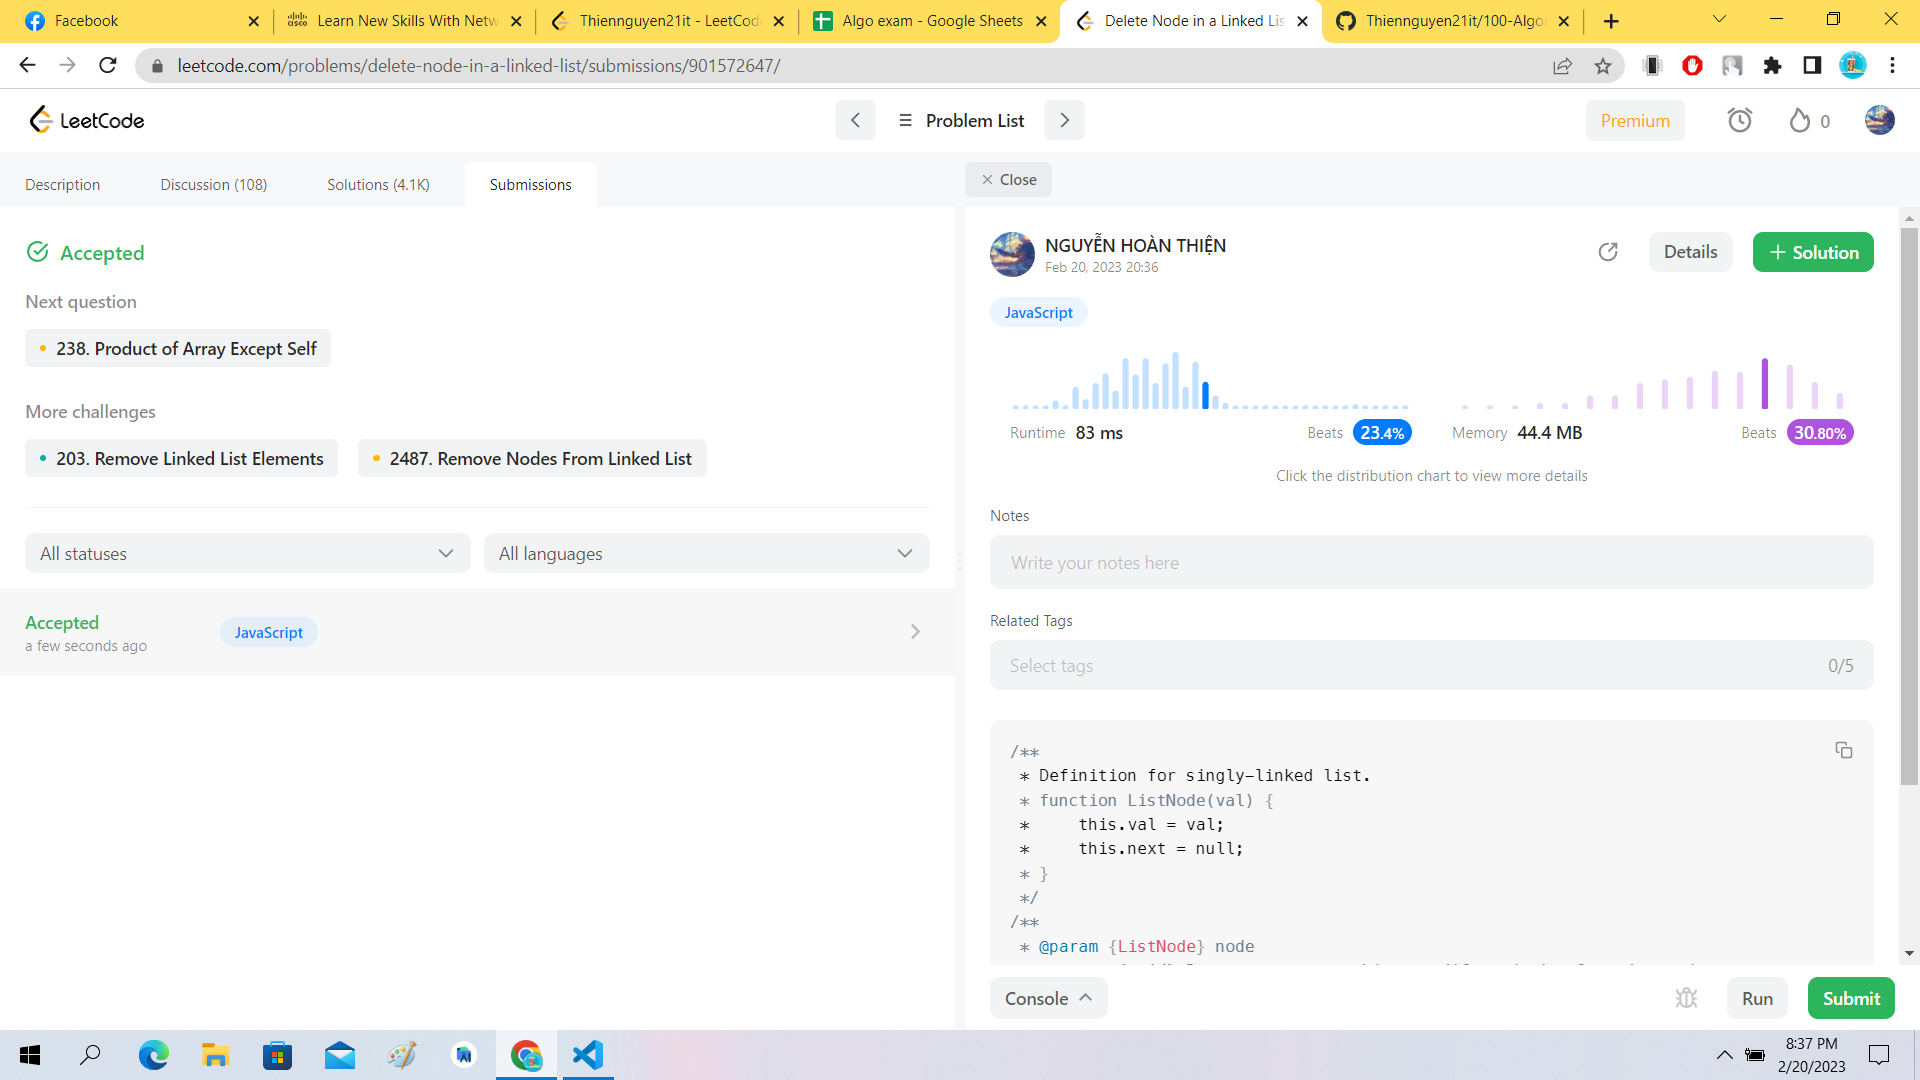 Facebook
Learn New Skills With Netw
Thiennguyen21it - LeetCode
Algo exam - Google Sheets
Delete Node in a Linked Lis
Thiennguyen21it/100-Algor
leetcode.com/problems/delete-node-in-a-linked-list/submissions/901572647/
LeetCode
Problem List
Premium
0
Description
Discussion (108)
Solutions (4.1K)
Submissions
Close
Accepted
Next question
238. Product of Array Except Self
More challenges
203. Remove Linked List Elements
2487. Remove Nodes From Linked List
All statuses
All languages
Accepted
a few seconds ago
JavaScript
NGUYỄN HOÀN THIỆN
Feb 20, 2023 20:36
Details
+ Solution
JavaScript
Runtime 83 ms
Beats 23.4%
Memory 44.4 MB
Beats 30.80%
Click the distribution chart to view more details
Notes
Write your notes here
Related Tags
Select tags
0/5
/**
* Definition for singly-linked list.
* function ListNode(val) {
*     this.val = val;
*     this.next = null;
* }
*/
/**
* @param {ListNode} node
Console
Run
Submit
8:37 PM
2/20/2023